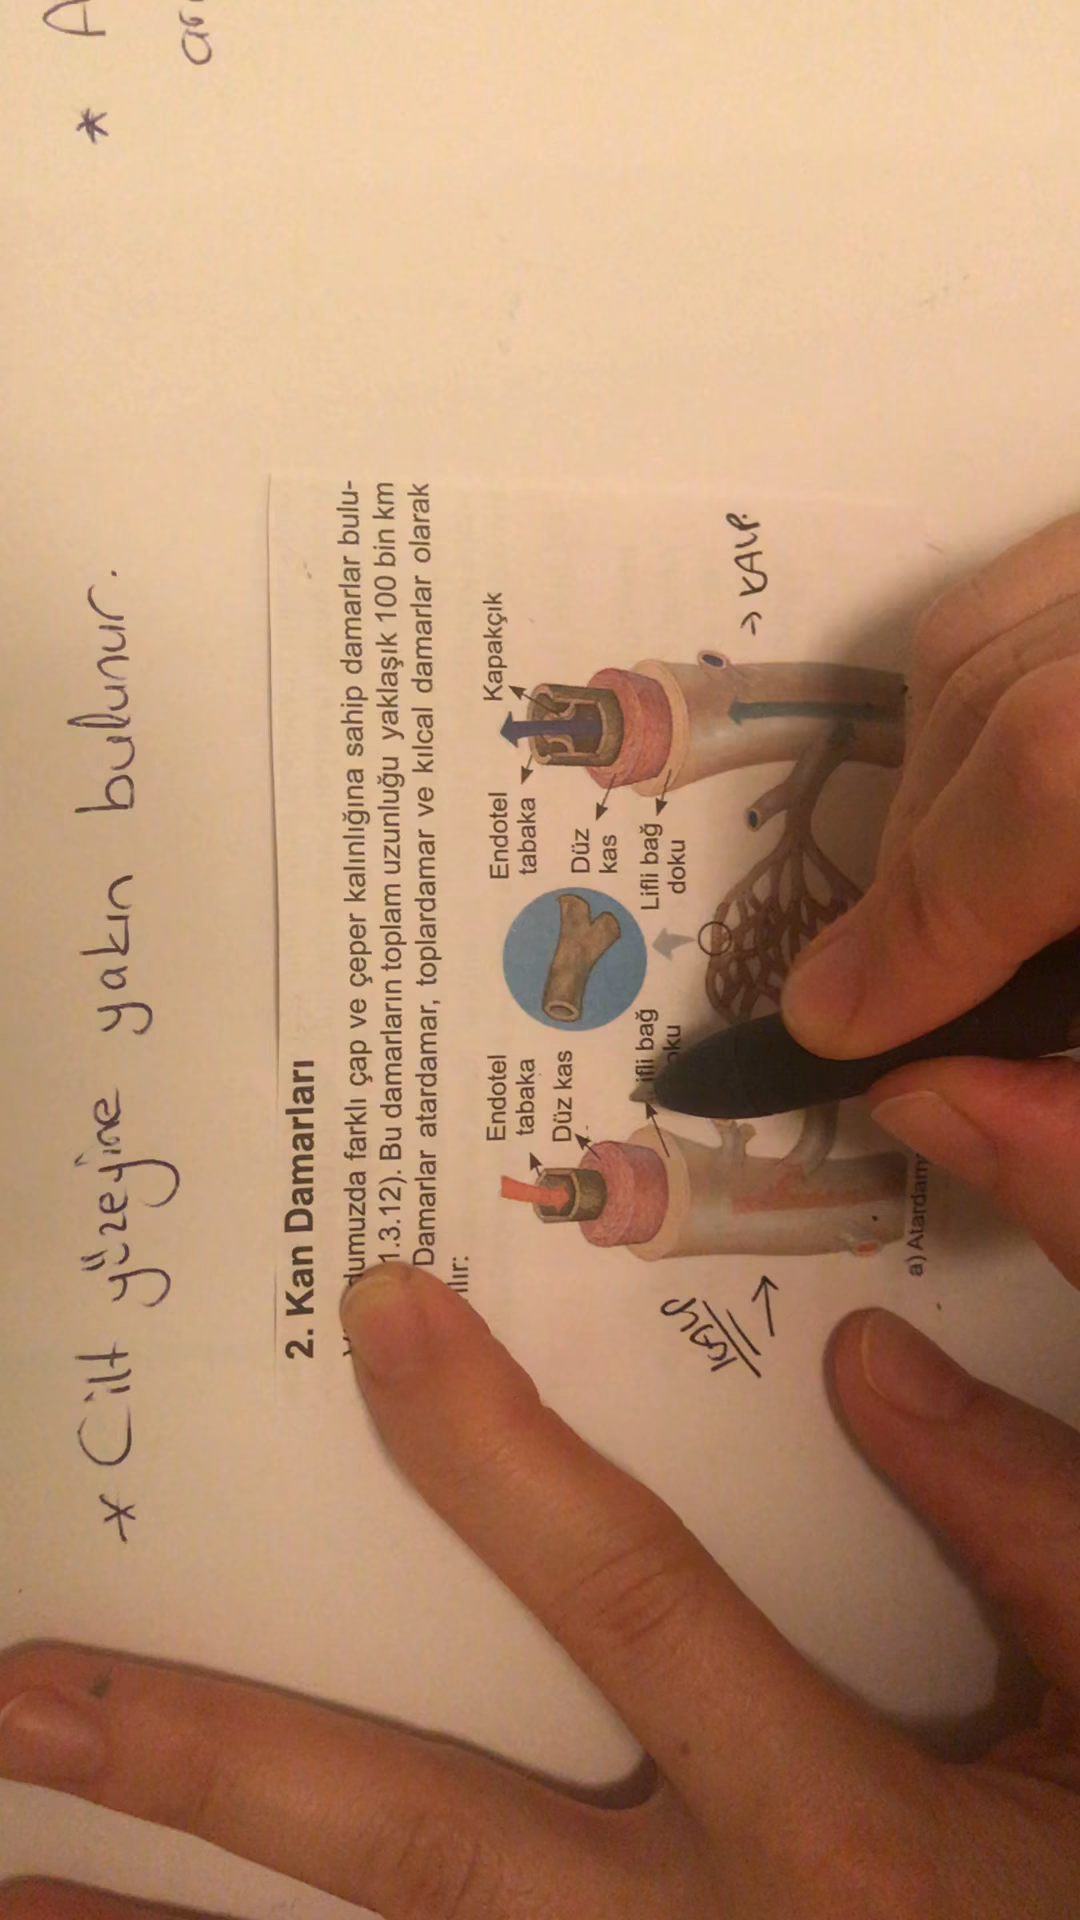 * Cilt yüzeyine yakın bulunur.
*
2. Kan Damarları
dumuzda farklı çap ve çeper kalınlığına sahip damarlar bulu-
1.3.12). Bu damarların toplam uzunluğu yaklaşık 100 bin km
Damarlar atardamar, toplardamar ve kılcal damarlar olarak
ılır:
Endotel
tabaka
Düz kas
ifli bağ
oku
Endotel
tabaka
Kapakçık
Düz
kas
Lifli bağ
doku
KALP
→
→ KALP.
a) Atardam